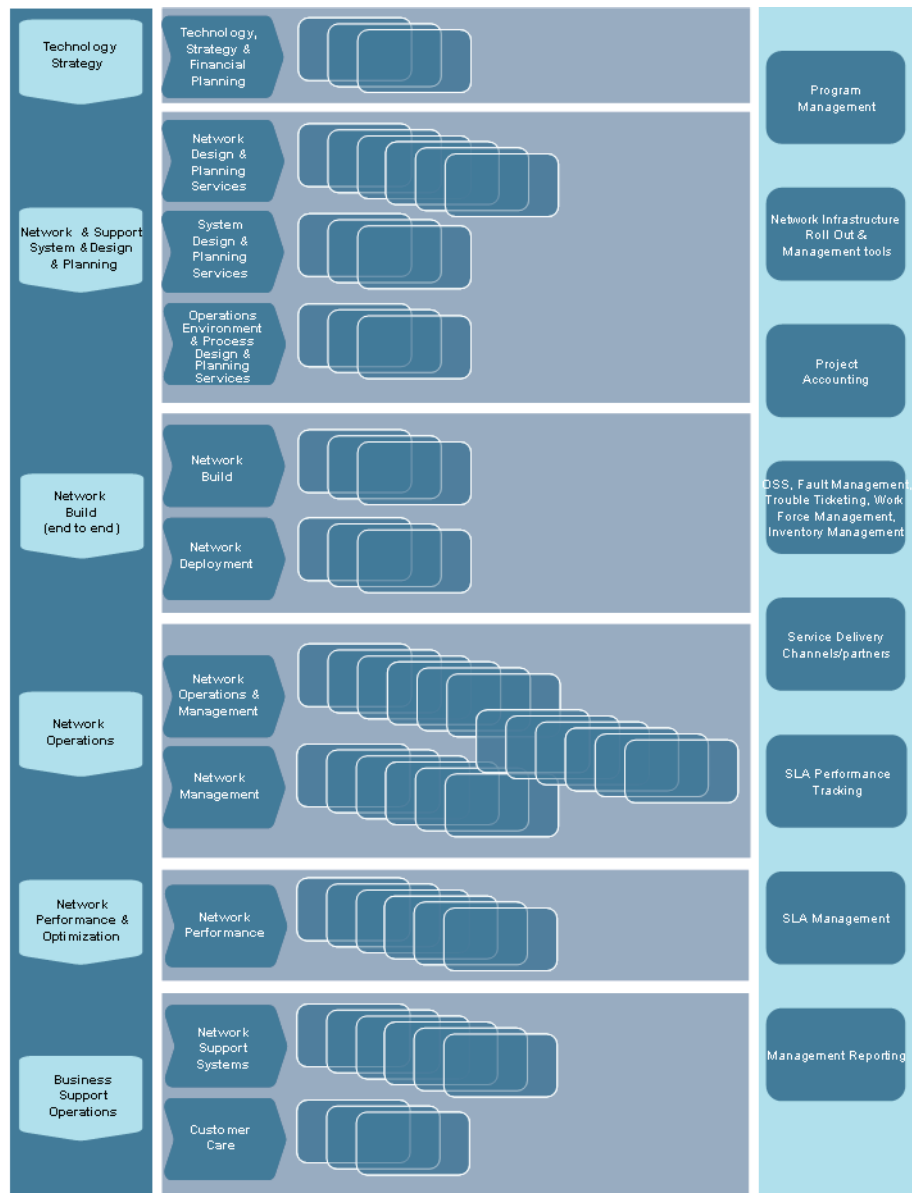 Technology
Strategy
Technology,
Strategy &
Financial
Planning
Network & Support
System & Design
& Planning
Network
Design &
Planning
Services
System
Design &
Planning
Services
Operations
Environment
& Process
Design &
Planning
Services
Network
Build
(end to end)
Network
Build
Network
Deployment
Network
Operations
Network
Operations &
Management
Network
Management
Network
Performance &
Optimization
Network
Performance
Business
Support
Operations
Network
Support
Systems
Customer
Care
Program
Management
Network Infrastructure
Roll Out &
Management tools
Project
Accounting
OSS, Fault Management,
Trouble Ticketing, Work
Force Management,
Inventory Management
Service Delivery
Channels/partners
SLA Performance
Tracking
SLA Management
Management Reporting